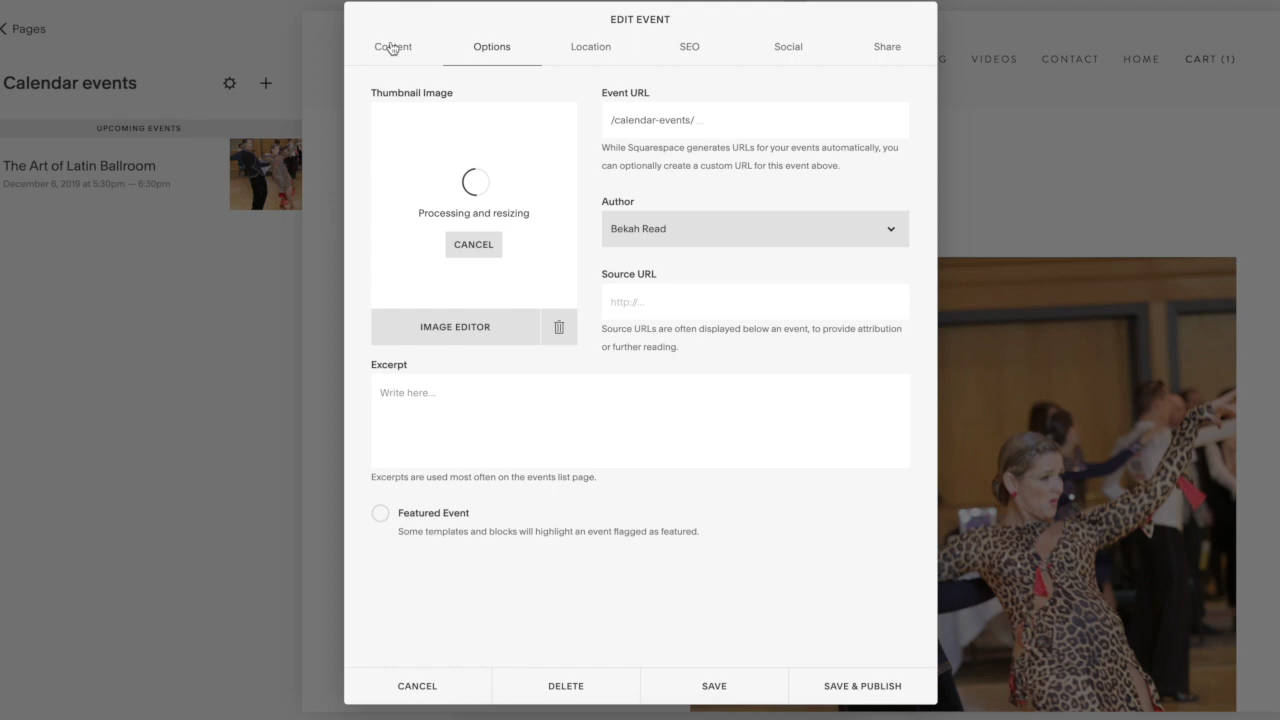 Pages
Calendar events
UPCOMING EVENTS
The Art of Latin Ballroom
December 6, 2019 at 5:30pm — 6:30pm
EDIT EVENT
Content
Options
Location
SEO
Social
Share
Thumbnail Image
Processing and resizing
CANCEL
IMAGE EDITOR
Event URL
/calendar-events/ ...
While Squarespace generates URLs for your events automatically, you
can optionally create a custom URL for this event above.
Author
Bekah Read
Source URL
http://...
Source URLs are often displayed below an event, to provide attribution
or further reading.
Excerpt
Write here...
Excerpts are used most often on the events list page.
Featured Event
Some templates and blocks will highlight an event flagged as featured.
CANCEL
DELETE
SAVE
SAVE & PUBLISH
G
VIDEOS
CONTACT
HOME
CART (1)